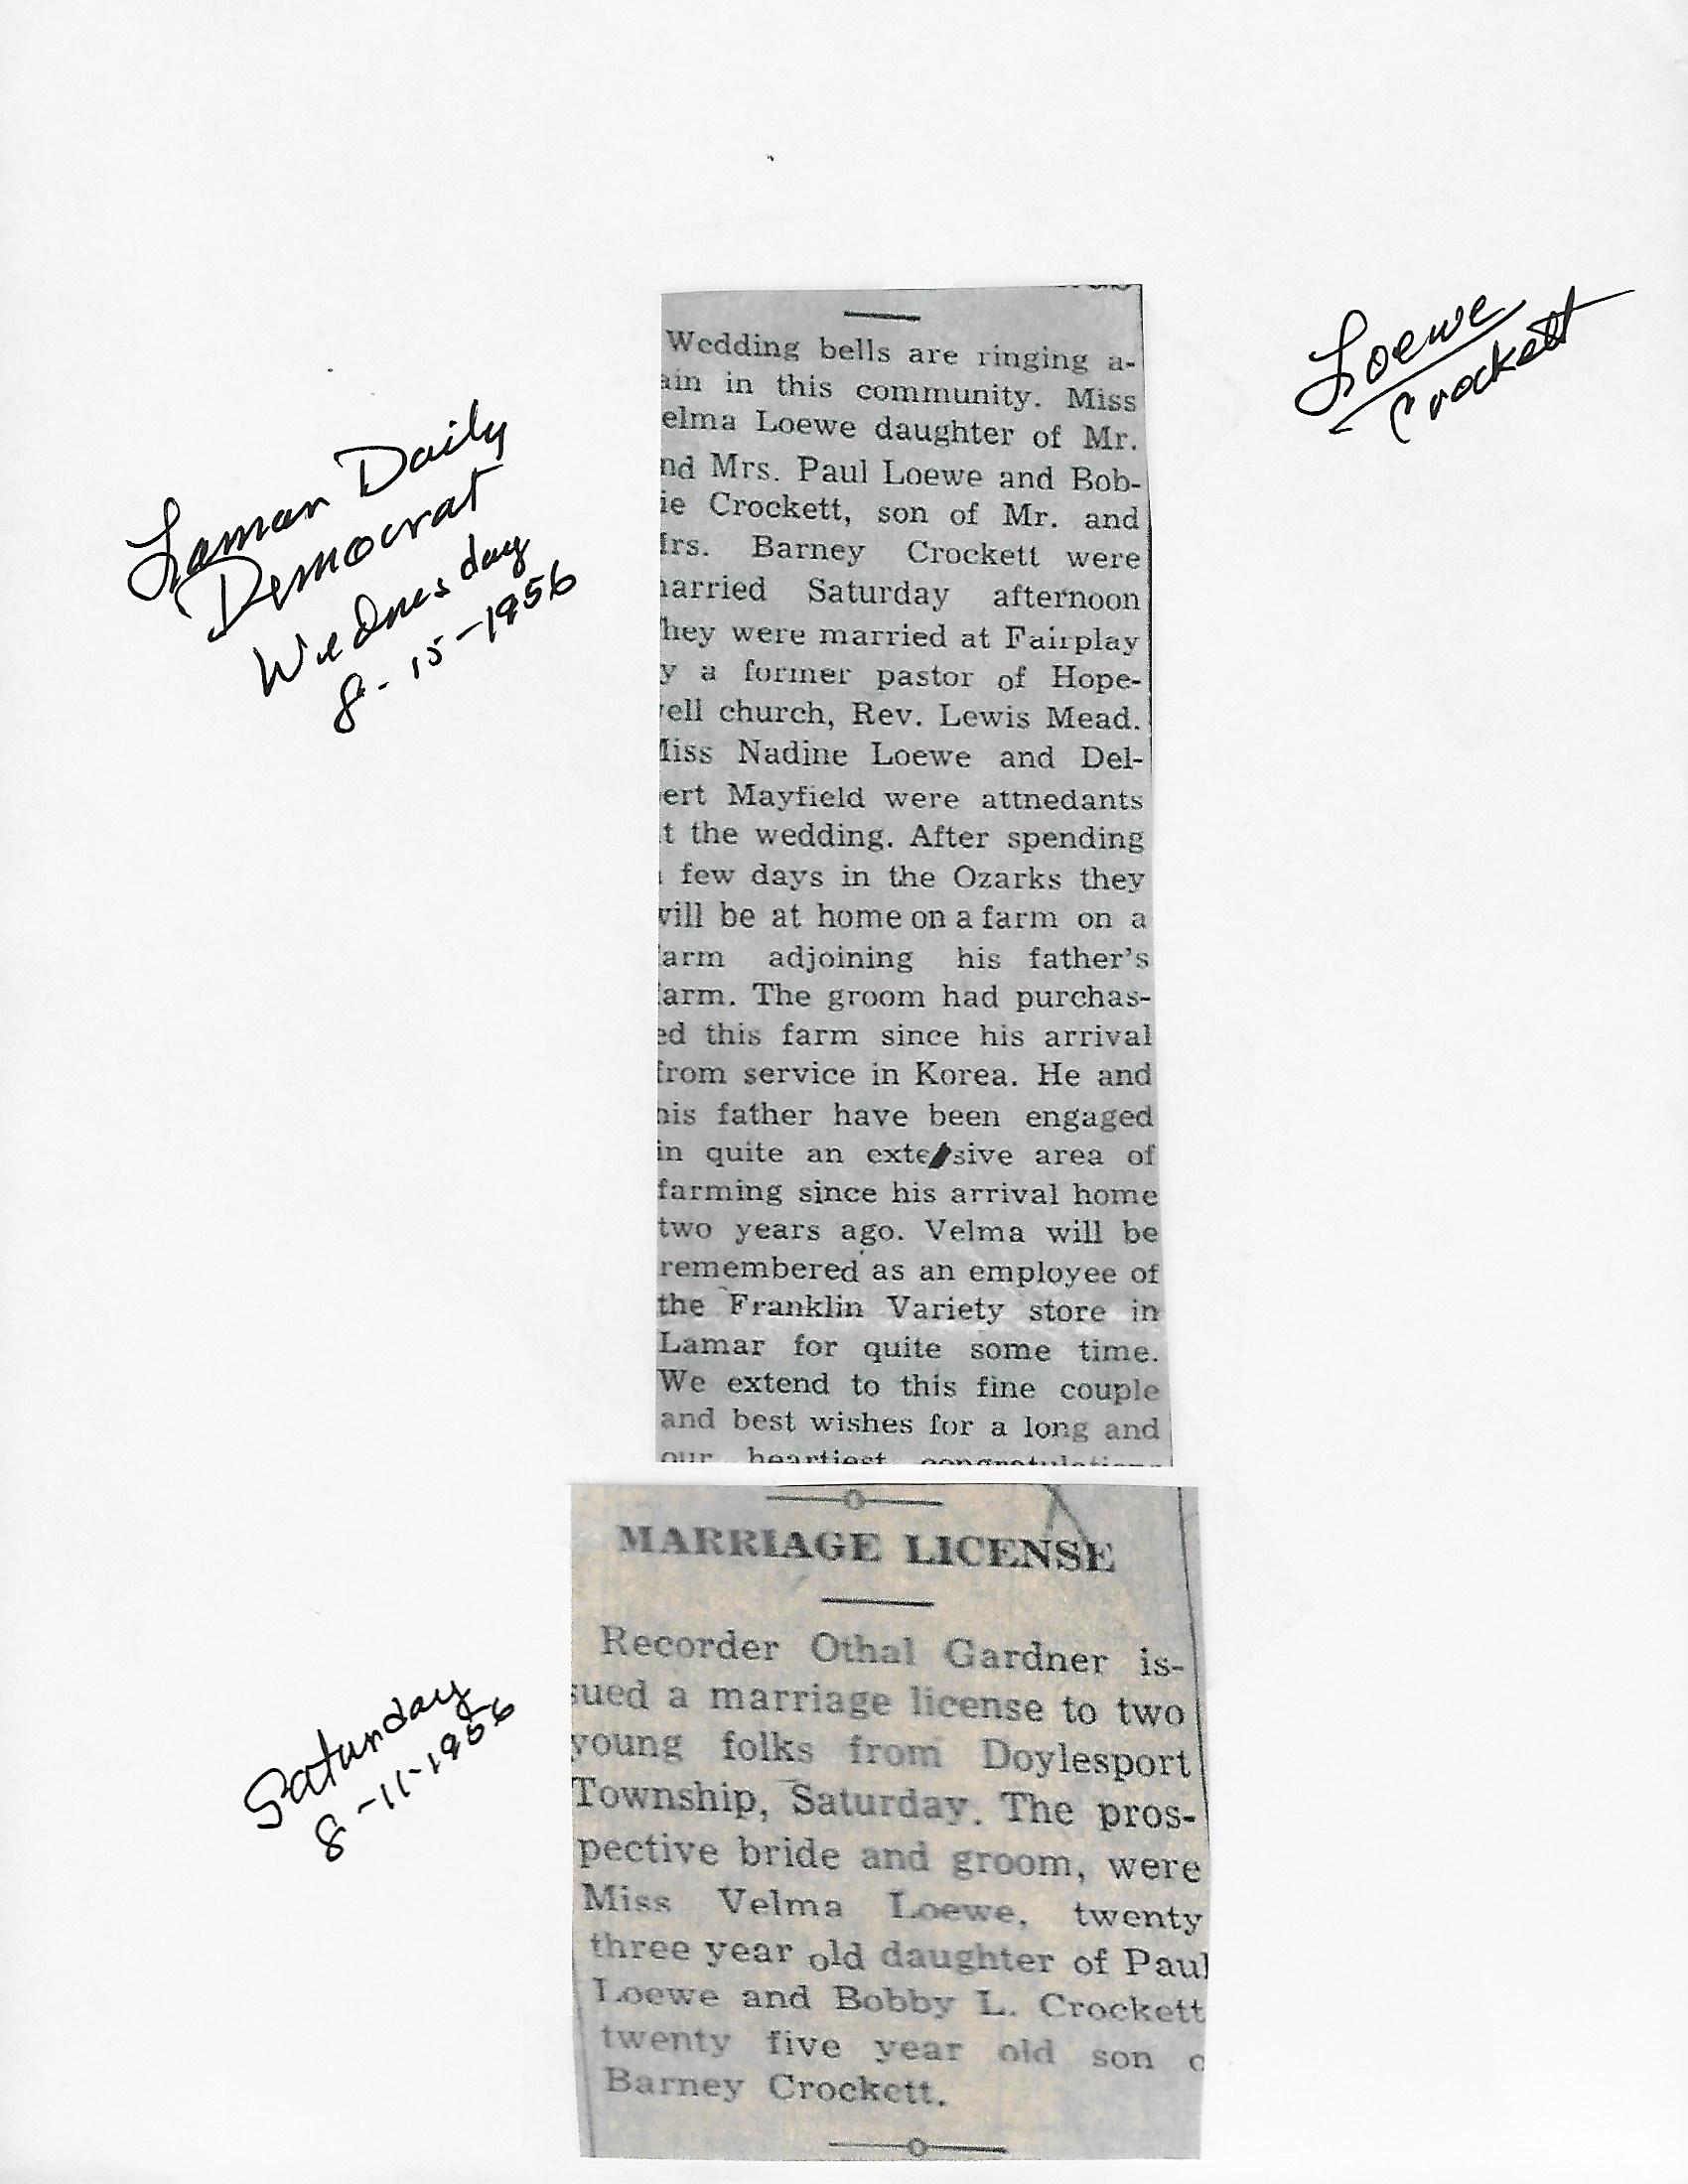 Loewe
Crockett
Lamar Daily
Democrat
Wednesday
8-15-1956
Wedding bells are ringing a-
ain in this community. Miss
elma Loewe daughter of Mr.
nd Mrs. Paul Loewe and Bob-
ie Crockett, son of Mr. and
rs. Barney Crockett were
arried Saturday afternoon
hey were married at Fairplay
y a former pastor of Hope-
ell church, Rev. Lewis Mead.
iss Nadine Loewe and Del-
ert Mayfield were attnedants
t the wedding. After spending
few days in the Ozarks they
will be at home on a farm on a
arm adjoining his father's
arm. The groom had purchas-
ed this farm since his arrival
from service in Korea. He and
his father have been engaged
in quite an exte sive area of
farming since his arrival home
two years ago. Velma will be
remembered as an employee of
the Franklin Variety store in
Lamar for quite some time.
We extend to this fine couple
and best wishes for a long and
our heartiest congratulations
MARRIAGE LICENSE
Recorder Othal Gardner is-
sued a marriage license to two
young folks from Doylesport
Township, Saturday. The pros-
pective bride and groom, were
Miss Velma Loewe, twenty
three year old daughter of Paul
Loewe and Bobby L. Crockett
twenty five year old son o
Barney Crockett.
Saturday
8-11-1956